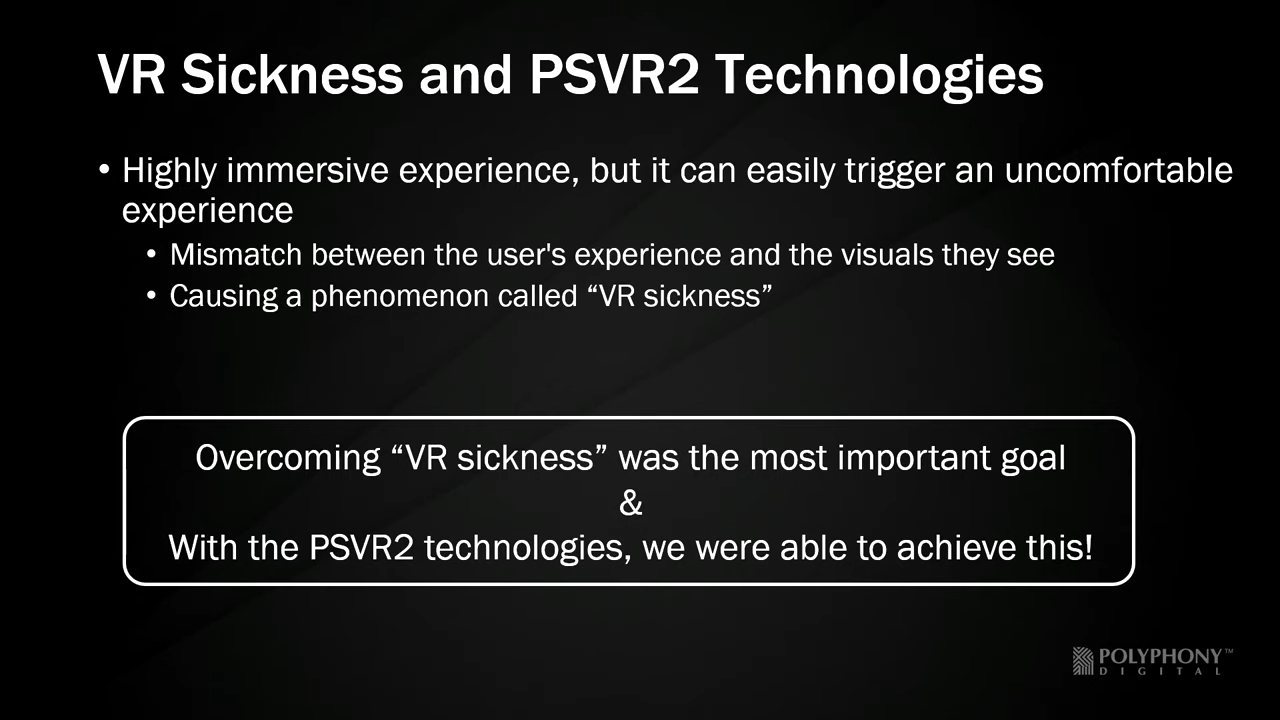 VR Sickness and PSVR2 Technologies
• Highly immersive experience, but it can easily trigger an uncomfortable
experience
• Mismatch between the user's experience and the visuals they see
• Causing a phenomenon called “VR sickness”
Overcoming “VR sickness” was the most important goal
&
With the PSVR2 technologies, we were able to achieve this!
POLYPHONY™
DIGITAL